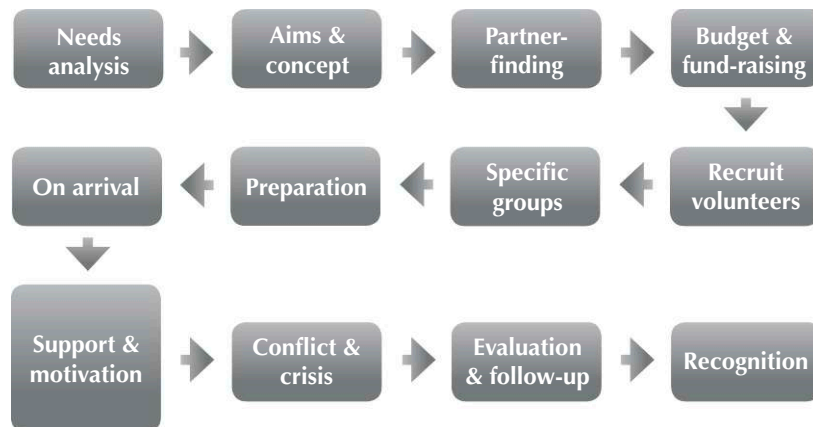 Needs
analysis
Aims &
concept
Partner-
finding
Budget &
fund-raising
Recruit
volunteers
Specific
groups
Preparation
On arrival
Support &
motivation
Conflict &
crisis
Evaluation
& follow-up
Recognition